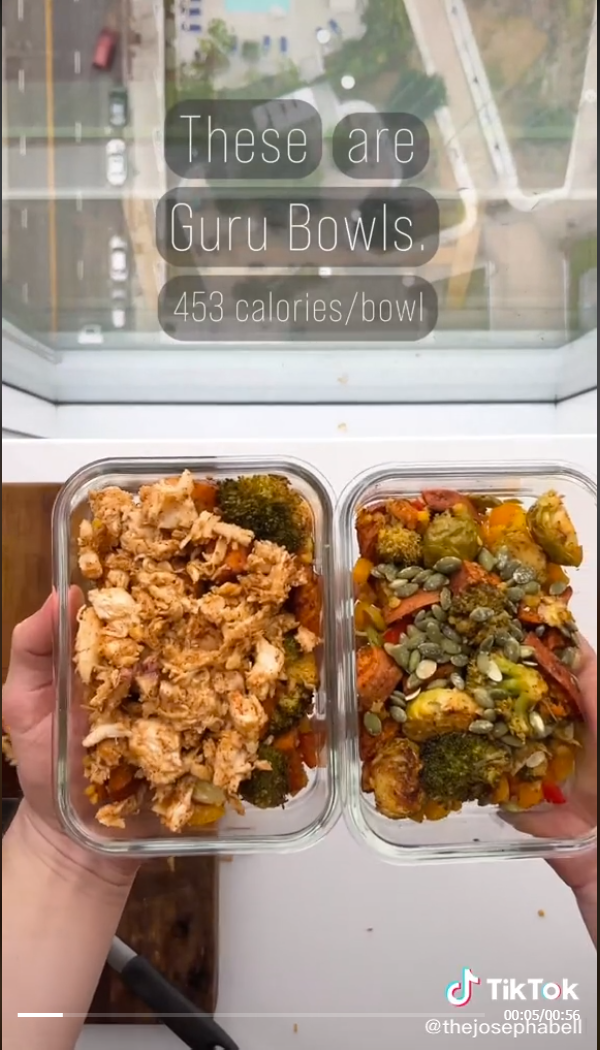 These are
Guru Bowls.
453 calories/bowl
TikTok
00:05/00:56
@thejosephabell